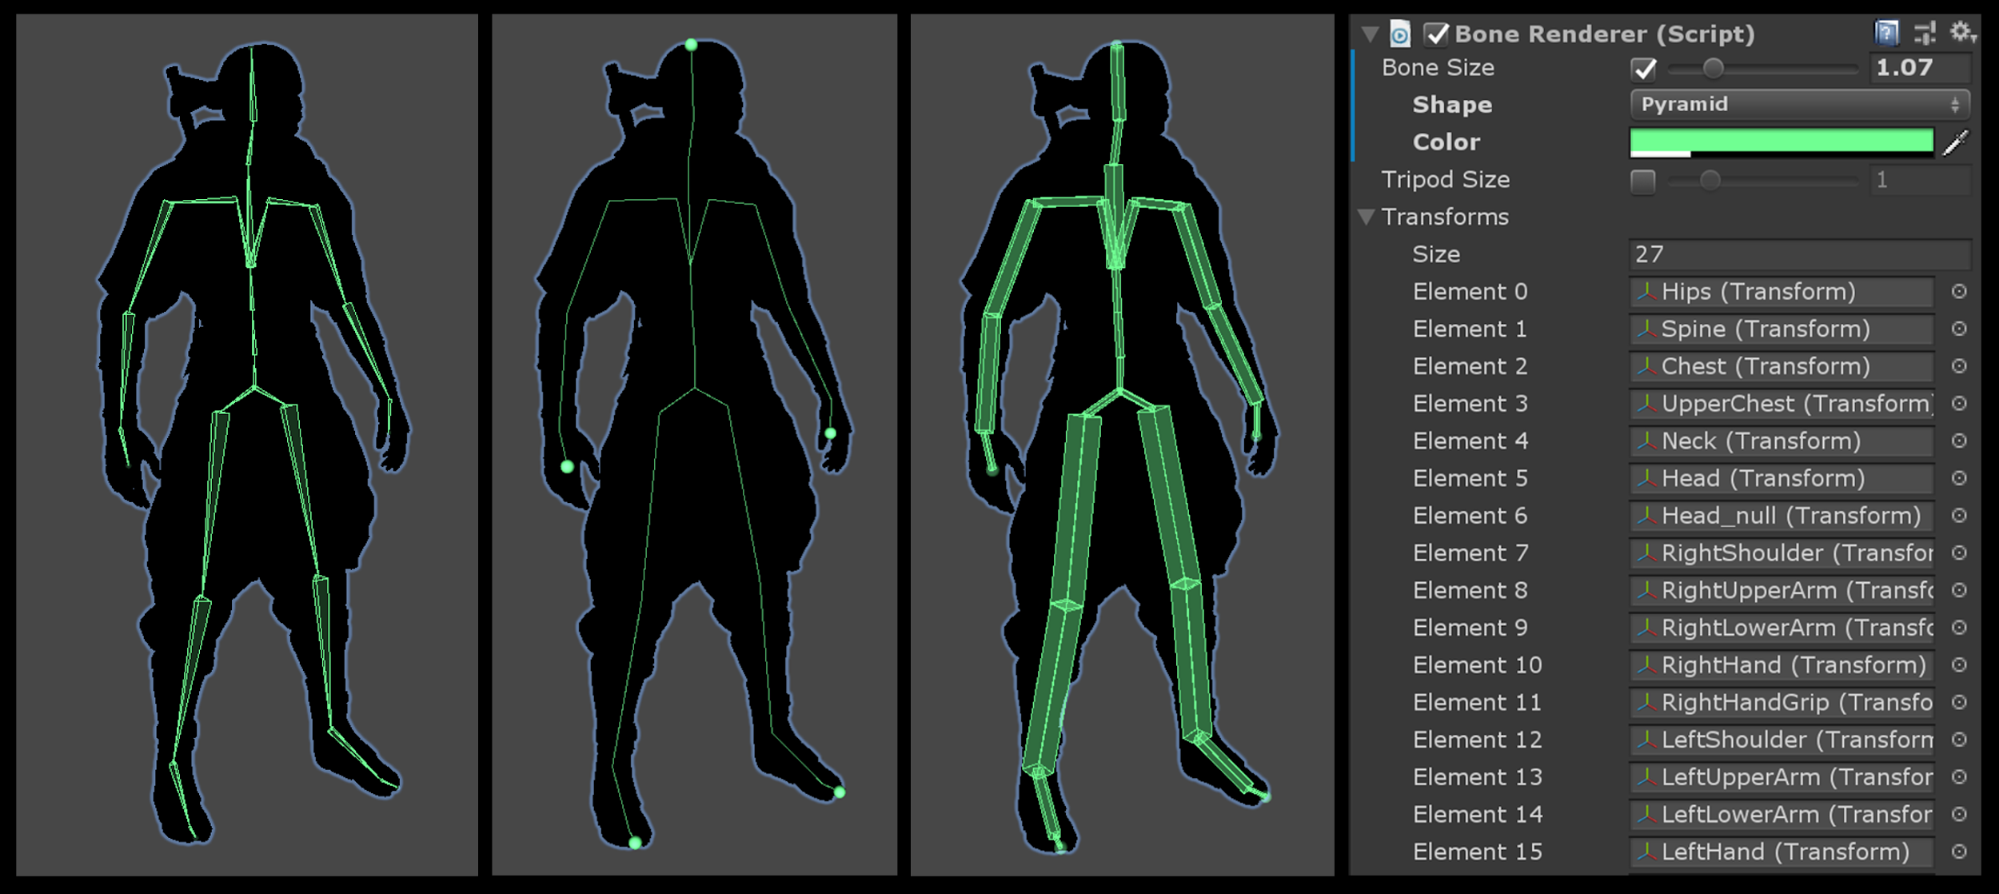 Bone Renderer (Script)
Bone Size 1.07
Shape Pyramid
Color
Tripod Size 1
Transforms
Size 27
Element 0 Hips (Transform)
Element 1 Spine (Transform)
Element 2 Chest (Transform)
Element 3 UpperChest (Transform)
Element 4 Neck (Transform)
Element 5 Head (Transform)
Element 6 Head_null (Transform)
Element 7 RightShoulder (Transfor
Element 8 RightUpperArm (Transfo
Element 9 RightLowerArm (Transfo
Element 10 RightHand (Transform)
Element 11 RightHandGrip (Transfo
Element 12 LeftShoulder (Transform
Element 13 LeftUpperArm (Transfor
Element 14 LeftLowerArm (Transfor
Element 15 LeftHand (Transform)